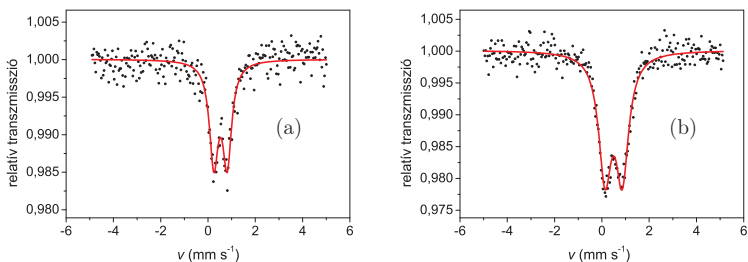 1,005
1,000
0,995
0,990
0,985
0,980
relatív transzmisszió
(a)
-6 -4 -2 0 2 4 6
v (mm s⁻¹)
1,005
1,000
0,995
0,990
0,985
0,980
0,975
relatív transzmisszió
(b)
-6 -4 -2 0 2 4 6
v (mm s⁻¹)